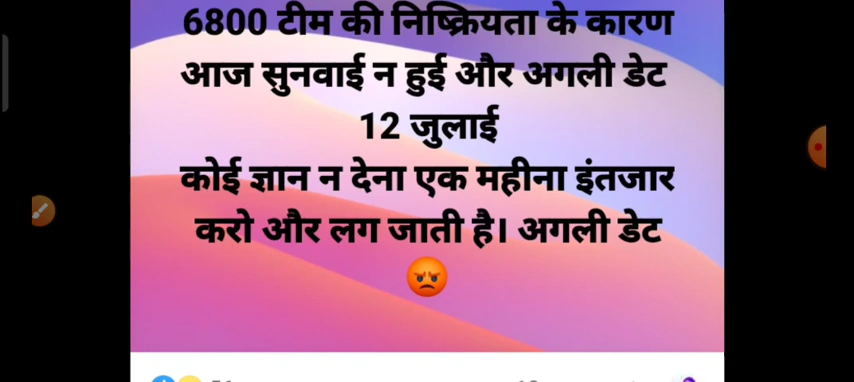 6800 टीम की निष्क्रियता के कारण
आज सुनवाई न हुई और अगली डेट
12 जुलाई
कोई ज्ञान न देना एक महीना इंतजार
करो और लग जाती है। अगली डेट